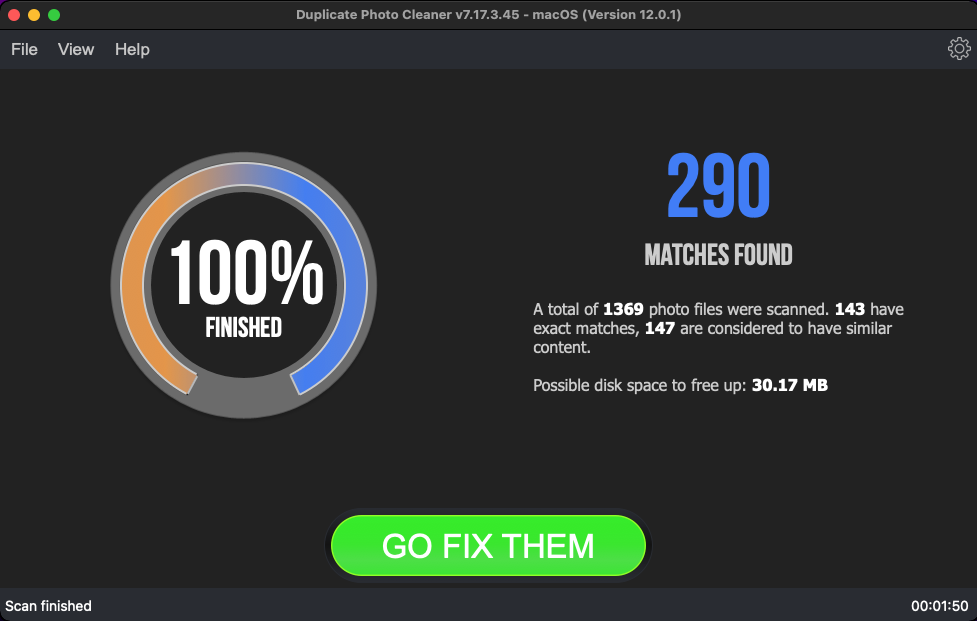 Duplicate Photo Cleaner v7.17.3.45 - macOS (Version 12.0.1)
File View Help
100%
FINISHED
290
MATCHES FOUND
A total of 1369 photo files were scanned. 143 have
exact matches, 147 are considered to have similar
content.
Possible disk space to free up: 30.17 MB
GO FIX THEM
Scan finished 00:01:50